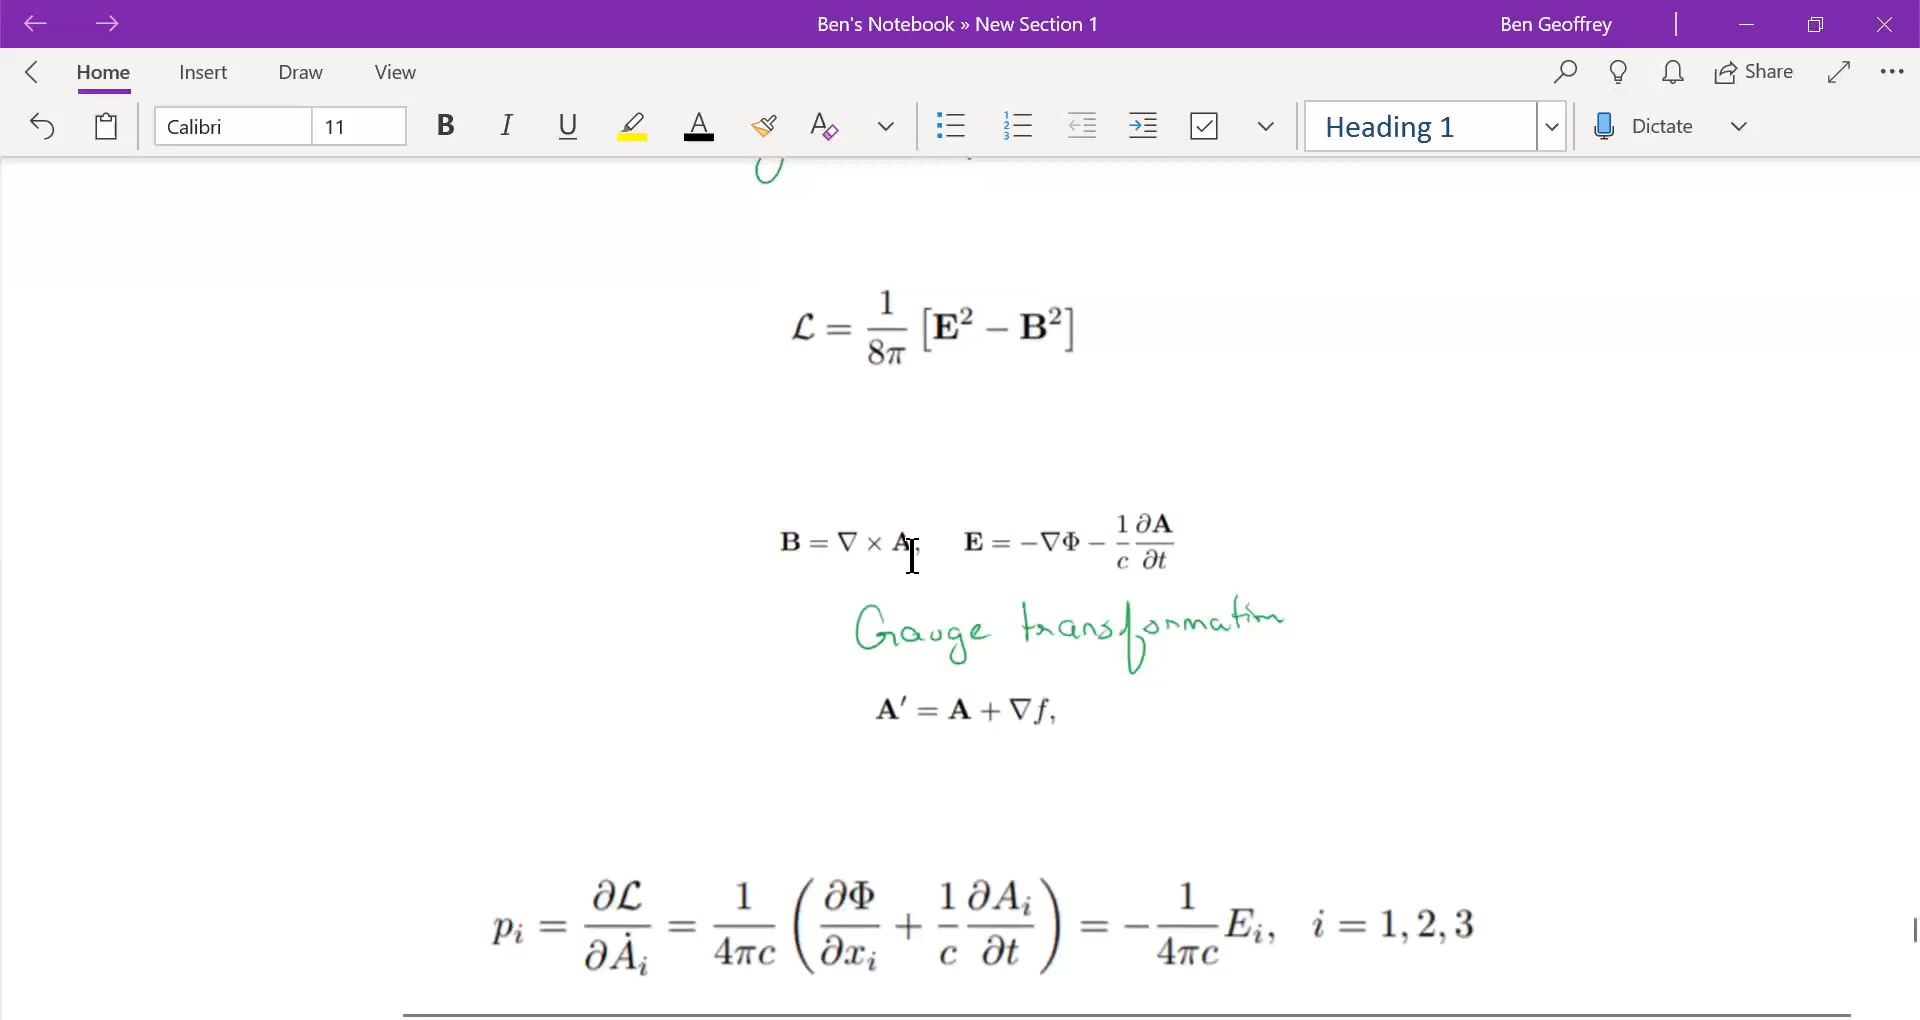 Ben's Notebook » New Section 1
Ben Geoffrey
Home Insert Draw View
Share
Calibri 11 B I U A A Heading 1 Dictate
ℒ = 1/8π [E² − B²]
B = ∇ × A, E = −∇Φ − 1/c ∂A/∂t
Gauge transformation
A′ = A + ∇f,
pᵢ = ∂ℒ/∂Ȧᵢ = 1/4πc (∂Φ/∂xᵢ + 1/c ∂Aᵢ/∂t) = − 1/4πc Eᵢ, i = 1, 2, 3